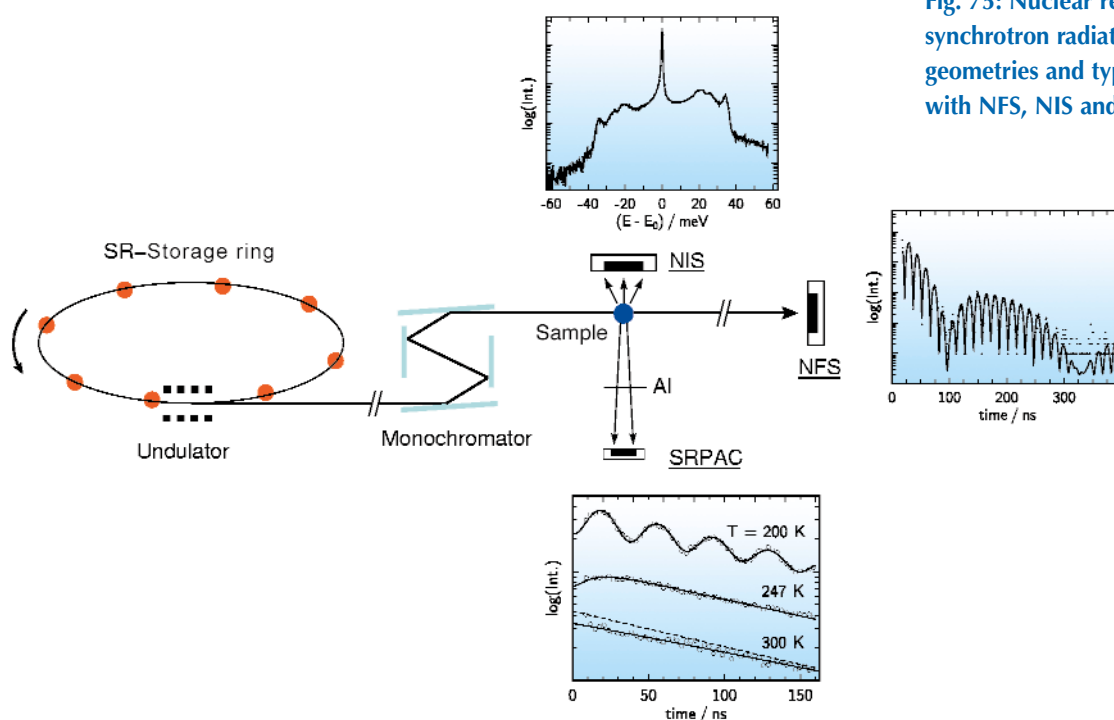 Fig. 75: Nuclear re
synchrotron radiat
geometries and typ
with NFS, NIS and
log(Int.)
-60 -40 -20 0 20 40 60
(E - E₀) / meV
SR–Storage ring
NIS
Sample
NFS
Al
Undulator
Monochromator
SRPAC
log(Int.)
0 100 200 300
time / ns
T = 200 K
247 K
300 K
log(Int.)
0 50 100 150
time / ns